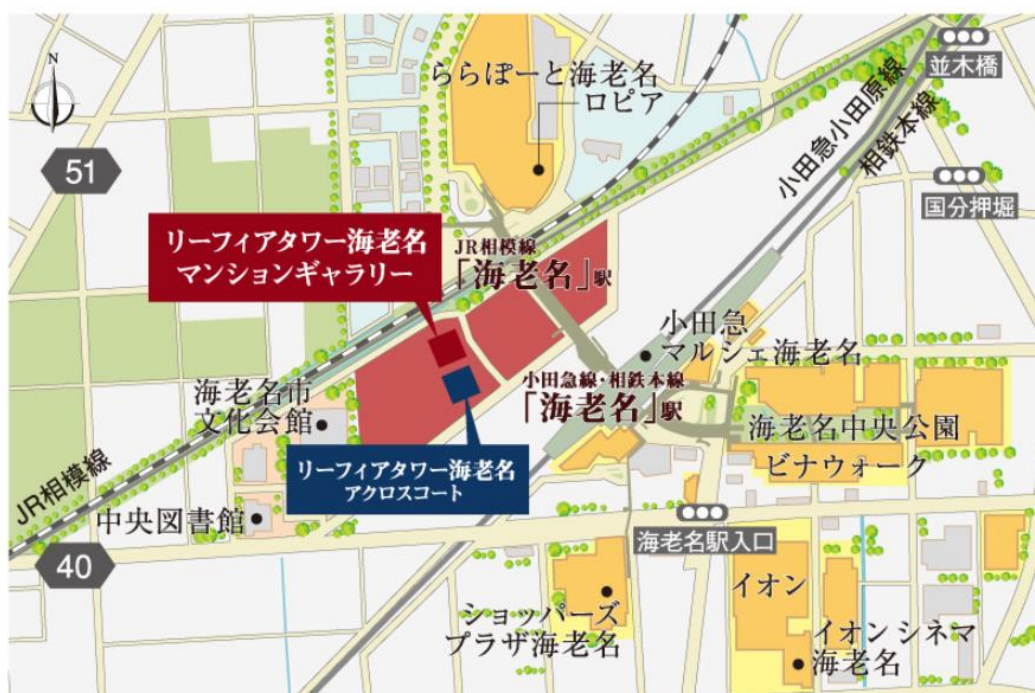 N
ららぽーと海老名
ロピア
並木橋
小田急小田原線
相鉄本線
51
国分押堀
リーフィアタワー海老名
マンションギャラリー
JR相模線
「海老名」駅
小田急
マルシェ海老名
海老名市
文化会館
小田急線・相鉄本線
「海老名」駅
海老名中央公園
ビナウォーク
リーフィアタワー海老名
アクロスコート
JR相模線
中央図書館
海老名駅入口
40
イオン
ショッパーズ
プラザ海老名
イオンシネマ
海老名